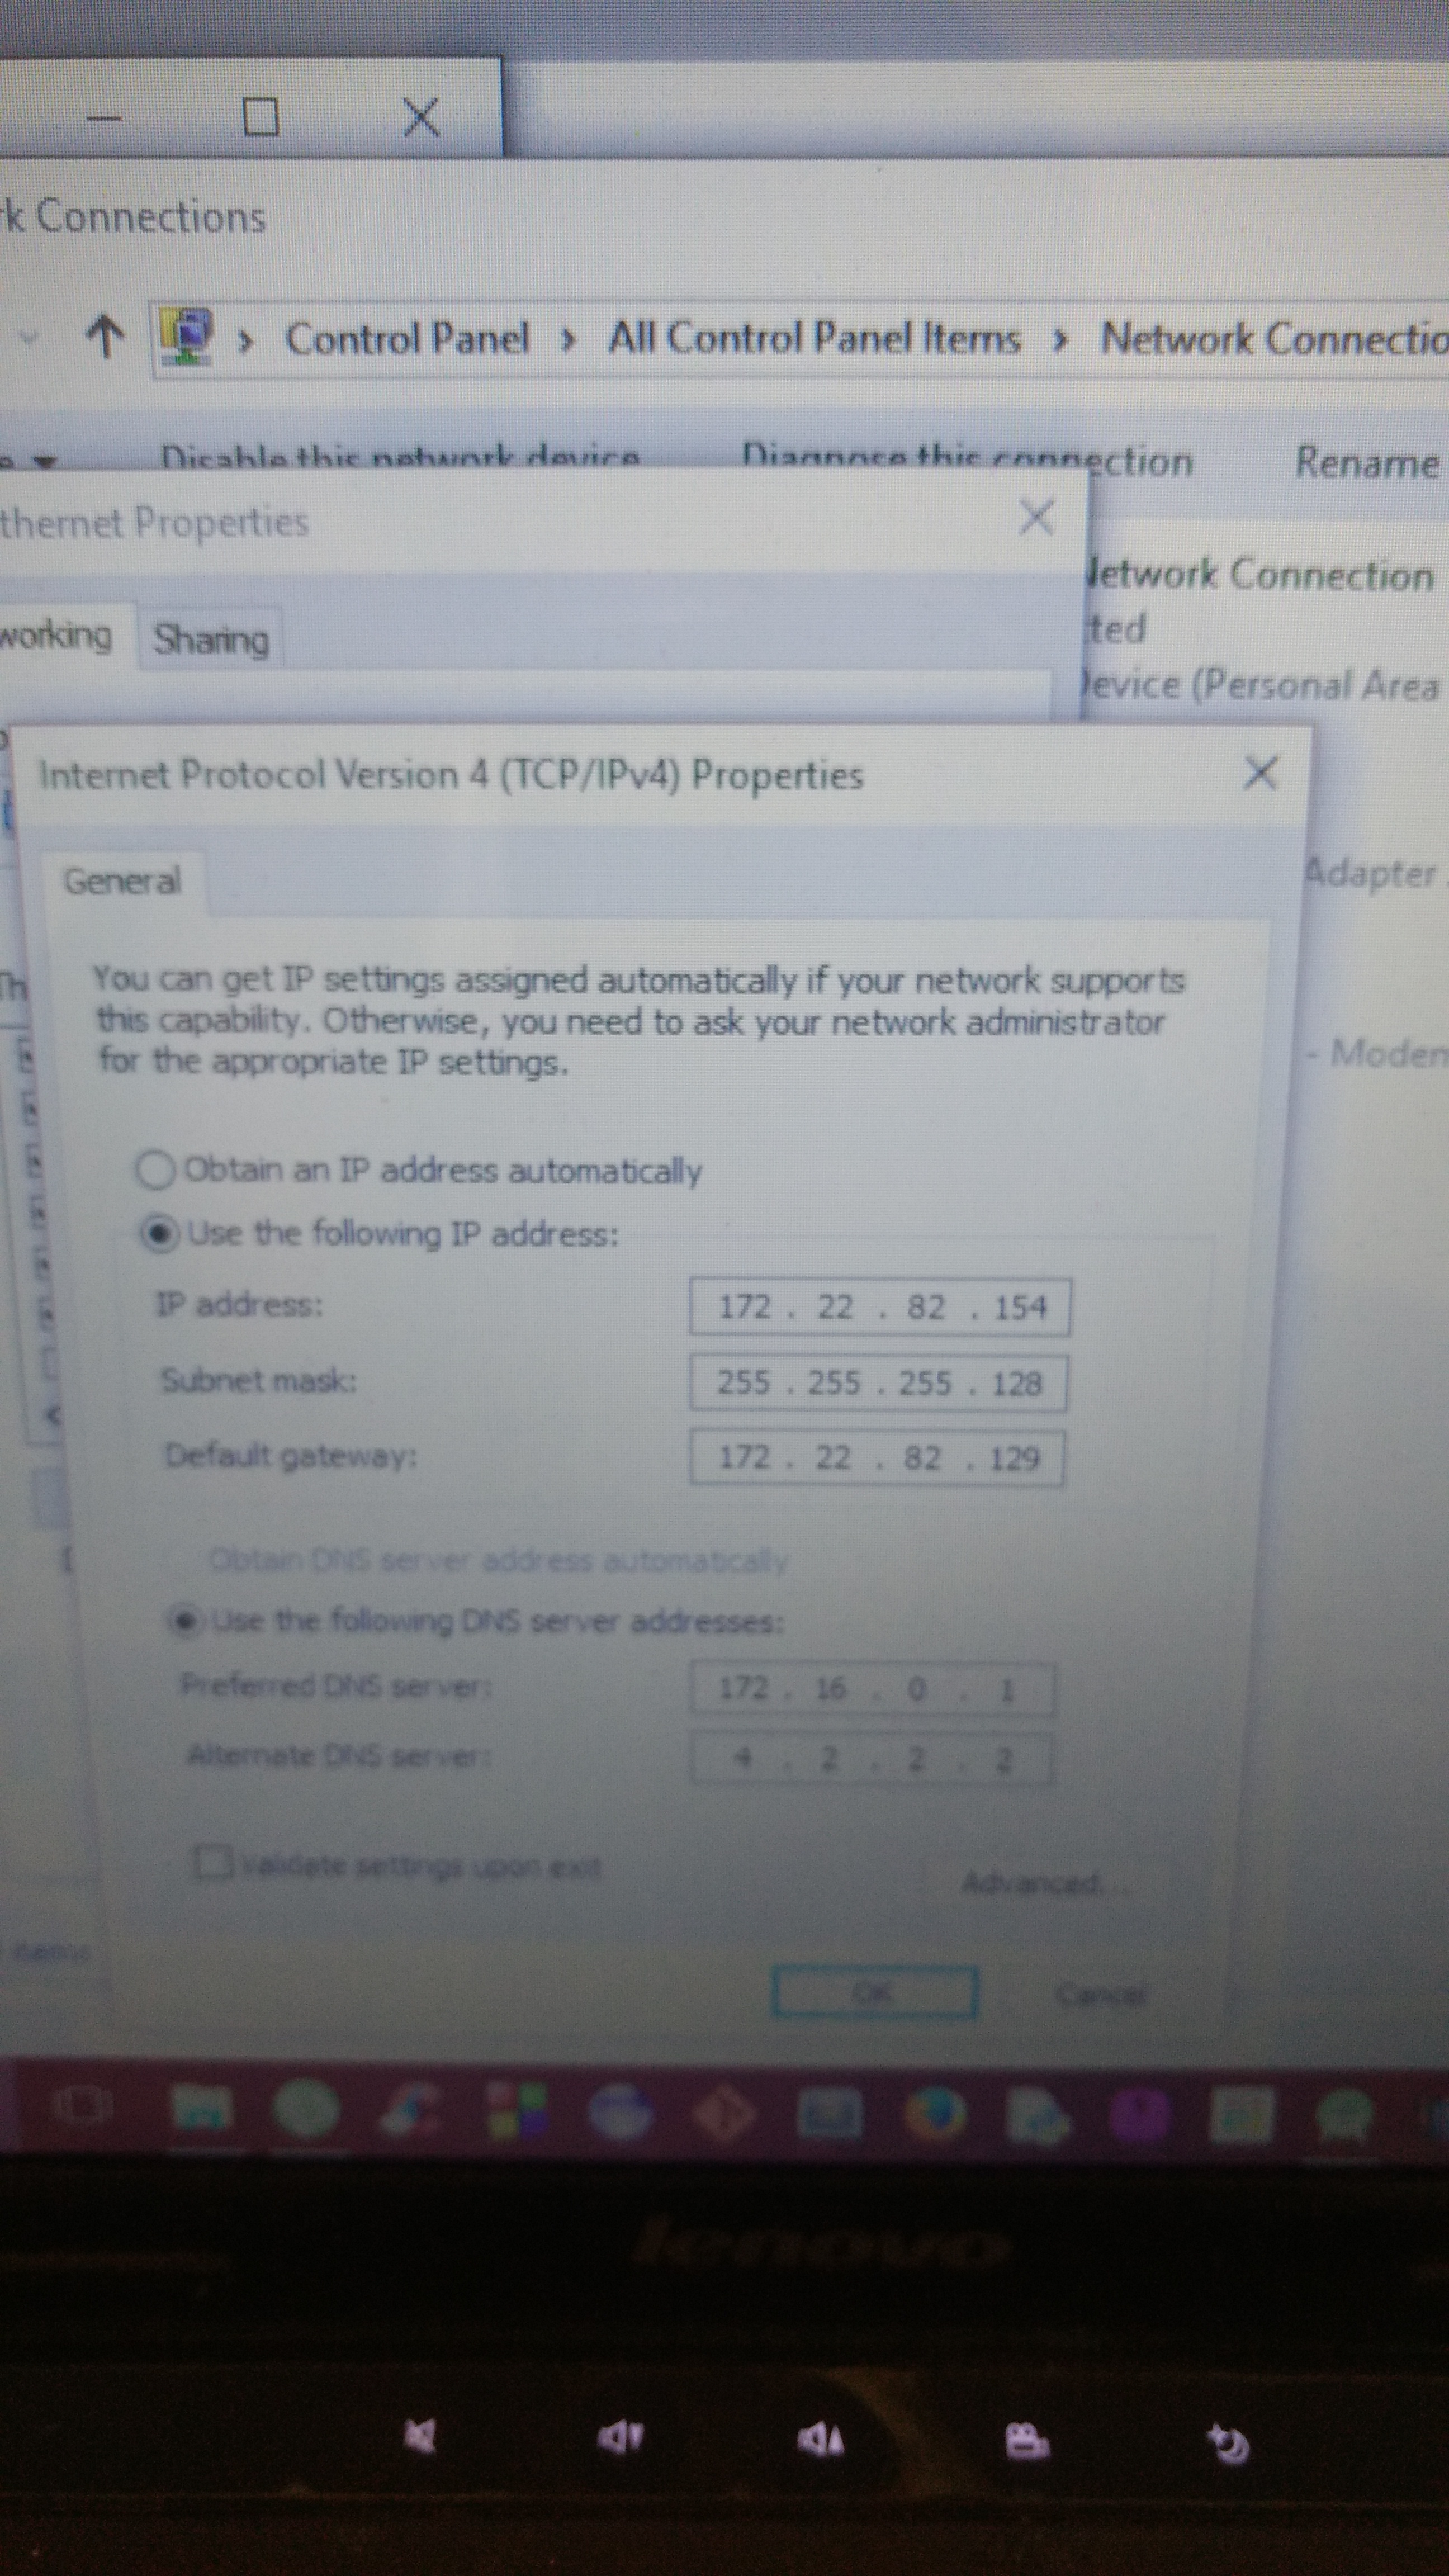 k Connections
Control Panel > All Control Panel Items > Network Connectio
Disable this network device Diagnose this connection Rename
thernet Properties
working Sharing
Network Connection
ted
Device (Personal Area
Internet Protocol Version 4 (TCP/IPv4) Properties
General
Adapter
You can get IP settings assigned automatically if your network supports
this capability. Otherwise, you need to ask your network administrator
for the appropriate IP settings.
- Modem
Obtain an IP address automatically
Use the following IP address:
IP address: 172 . 22 . 82 . 154
Subnet mask: 255 . 255 . 255 . 128
Default gateway: 172 . 22 . 82 . 129
Obtain DNS server address automatically
Use the following DNS server addresses:
Preferred DNS server: 172 . 16 . 0 . 1
Alternate DNS server: 4 . 2 . 2 . 2
Validate settings upon exit Advanced...
items
OK Cancel
lenovo